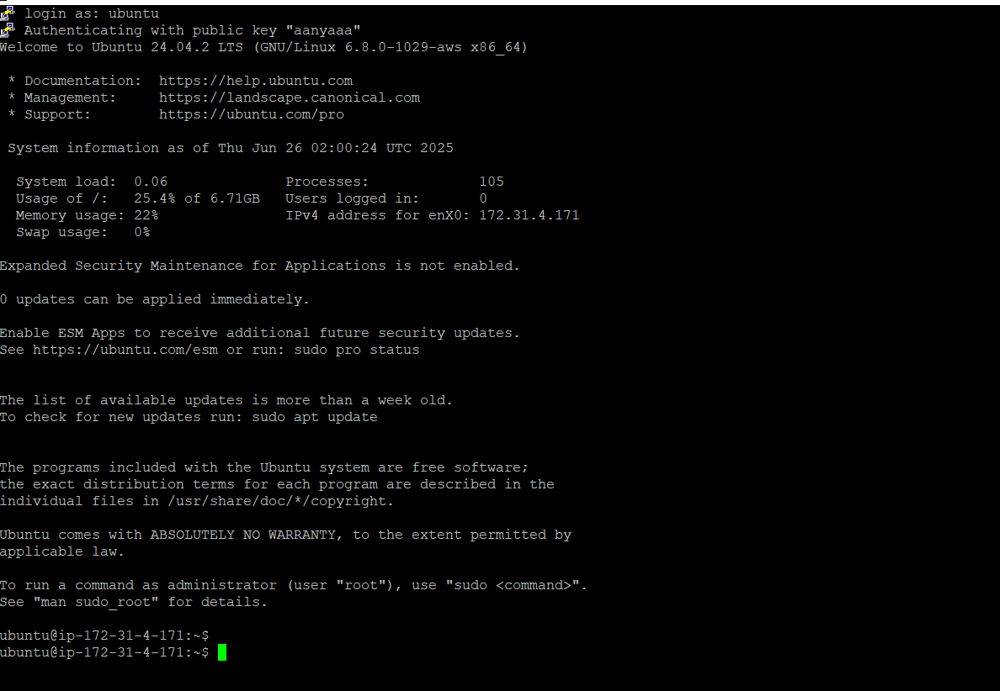 login as: ubuntu
Authenticating with public key "aanyaaa"
Welcome to Ubuntu 24.04.2 LTS (GNU/Linux 6.8.0-1029-aws x86_64)
* Documentation:  https://help.ubuntu.com
* Management:     https://landscape.canonical.com
* Support:        https://ubuntu.com/pro
System information as of Thu Jun 26 02:00:24 UTC 2025
System load:  0.06              Processes:             105
Usage of /:   25.4% of 6.71GB   Users logged in:       0
Memory usage: 22%               IPv4 address for enX0: 172.31.4.171
Swap usage:   0%
Expanded Security Maintenance for Applications is not enabled.
0 updates can be applied immediately.
Enable ESM Apps to receive additional future security updates.
See https://ubuntu.com/esm or run: sudo pro status
The list of available updates is more than a week old.
To check for new updates run: sudo apt update
The programs included with the Ubuntu system are free software;
the exact distribution terms for each program are described in the
individual files in /usr/share/doc/*/copyright.
Ubuntu comes with ABSOLUTELY NO WARRANTY, to the extent permitted by
applicable law.
To run a command as administrator (user "root"), use "sudo <command>".
See "man sudo_root" for details.
ubuntu@ip-172-31-4-171:~$
ubuntu@ip-172-31-4-171:~$